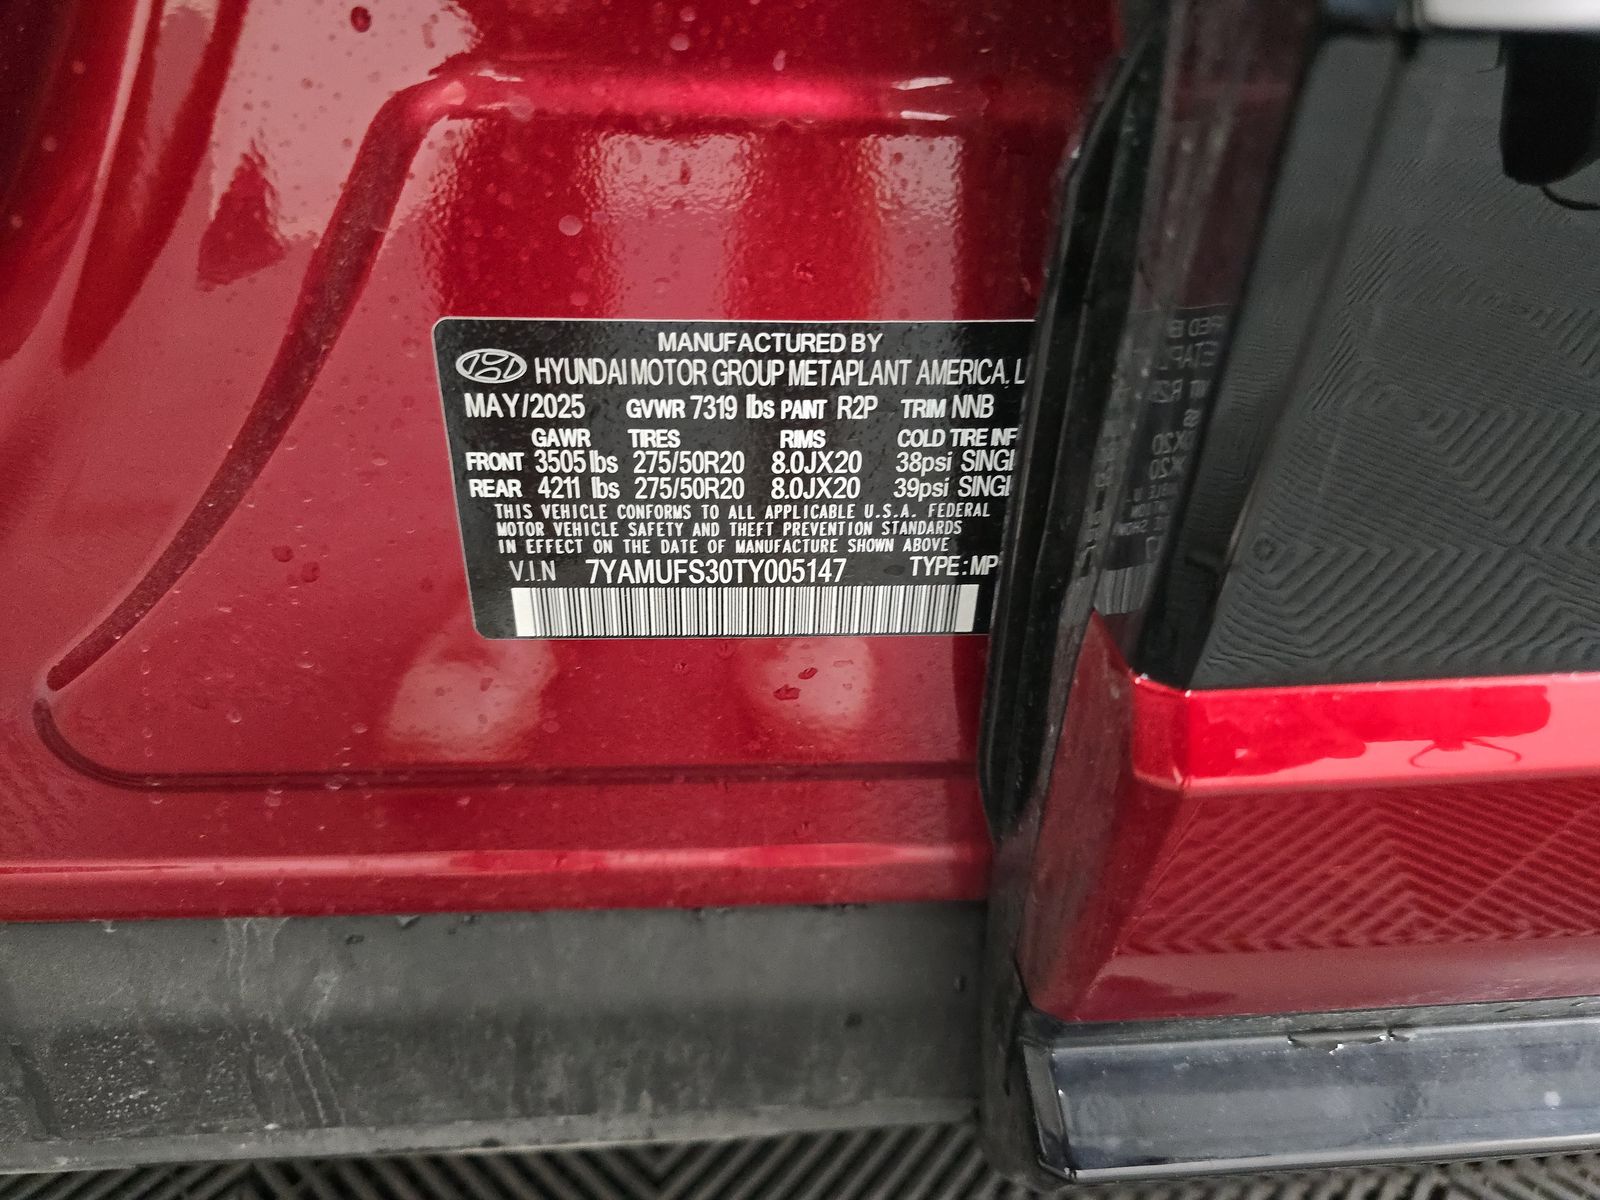 MANUFACTURED BY
HYUNDAI MOTOR GROUP METAPLANT AMERICA, L
MAY/2025 GVWR 7319 lbs PAINT R2P TRIM NNB
GAWR TIRES RIMS COLD TIRE INF
FRONT 3505 lbs 275/50R20 8.0JX20 38psi SINGL
REAR 4211 lbs 275/50R20 8.0JX20 39psi SINGL
THIS VEHICLE CONFORMS TO ALL APPLICABLE U.S.A. FEDERAL
MOTOR VEHICLE SAFETY AND THEFT PREVENTION STANDARDS
IN EFFECT ON THE DATE OF MANUFACTURE SHOWN ABOVE
V.I.N 7YAMUFS30TY005147 TYPE:MP